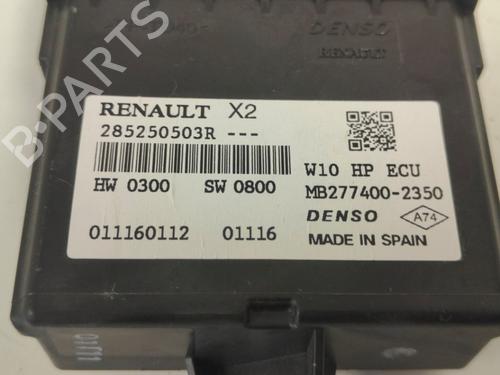 DENSO
RENAULT
RENAULT X2
285250503R ---
HW 0300 SW 0800
W10 HP ECU
MB277400-2350
DENSO A74
011160112 01116
MADE IN SPAIN
B-PARTS